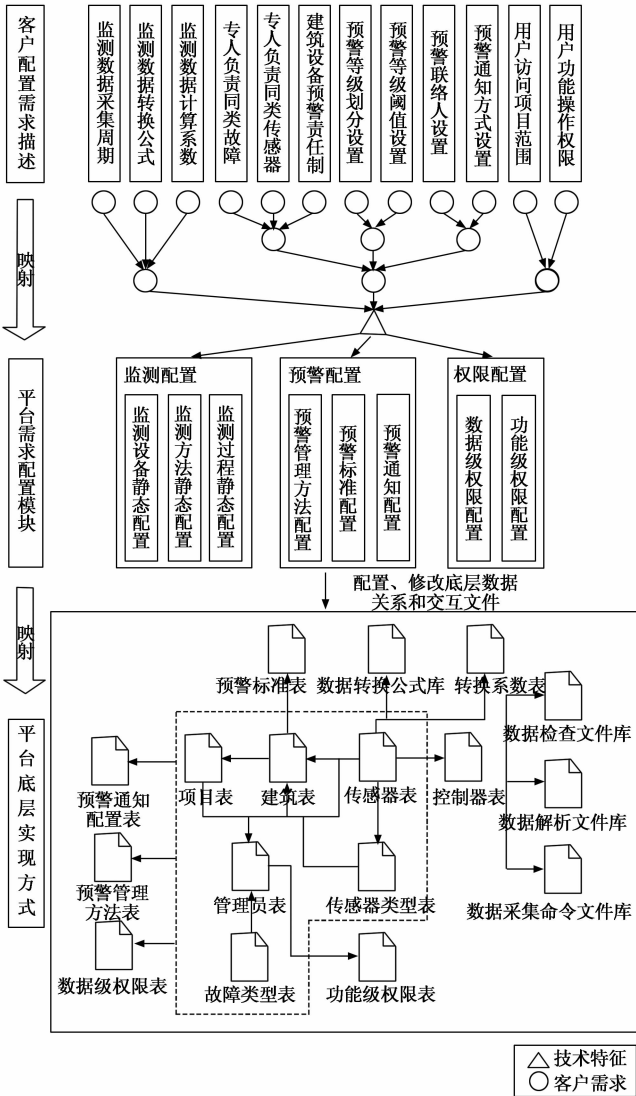 客户配置需求描述
监测数据采集周期
监测数据转换公式
监测数据计算系数
专人负责同类故障
专人负责同类传感器
建筑设备预警责任制
预警等级划分设置
预警等级阈值设置
预警联络人设置
预警通知方式设置
用户访问项目范围
用户功能操作权限
映射
平台需求配置模块
监测配置
监测设备静态配置
监测方法静态配置
监测过程静态配置
预警配置
预警管理方法配置
预警标准配置
预警通知配置
权限配置
数据级权限配置
功能级权限配置
映射
配置、修改底层数据
关系和交互文件
平台底层实现方式
预警标准表
数据转换公式库
转换系数表
数据检查文件库
预警通知
配置表
项目表
建筑表
传感器表
控制器表
数据解析文件库
预警管理
方法表
管理员表
传感器类型表
数据采集命令文件库
数据级权限表
故障类型表
功能级权限表
技术特征
客户需求